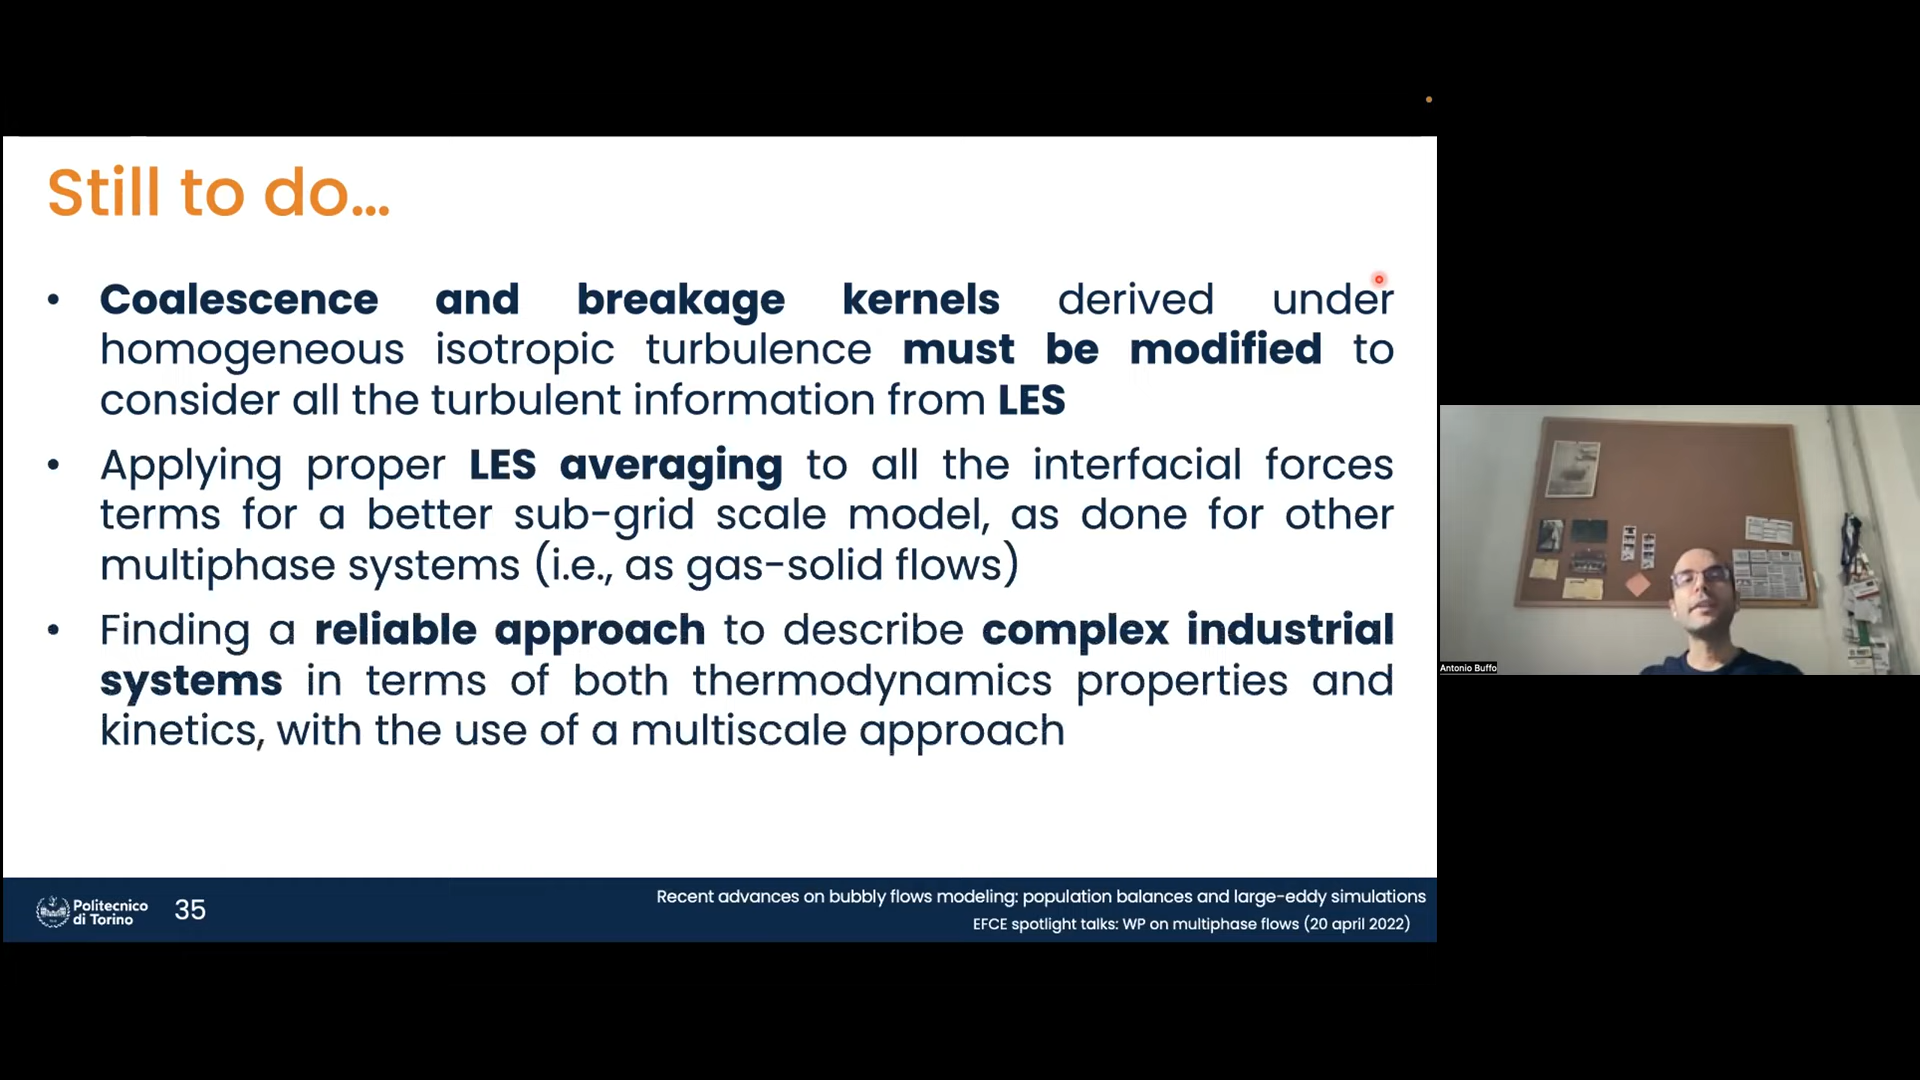 Still to do...
• Coalescence and breakage kernels derived under
homogeneous isotropic turbulence must be modified to
consider all the turbulent information from LES
• Applying proper LES averaging to all the interfacial forces
terms for a better sub-grid scale model, as done for other
multiphase systems (i.e., as gas-solid flows)
• Finding a reliable approach to describe complex industrial
systems in terms of both thermodynamics properties and
kinetics, with the use of a multiscale approach
Politecnico
di Torino
35
Recent advances on bubbly flows modeling: population balances and large-eddy simulations
EFCE spotlight talks: WP on multiphase flows (20 april 2022)
Antonio Buffo